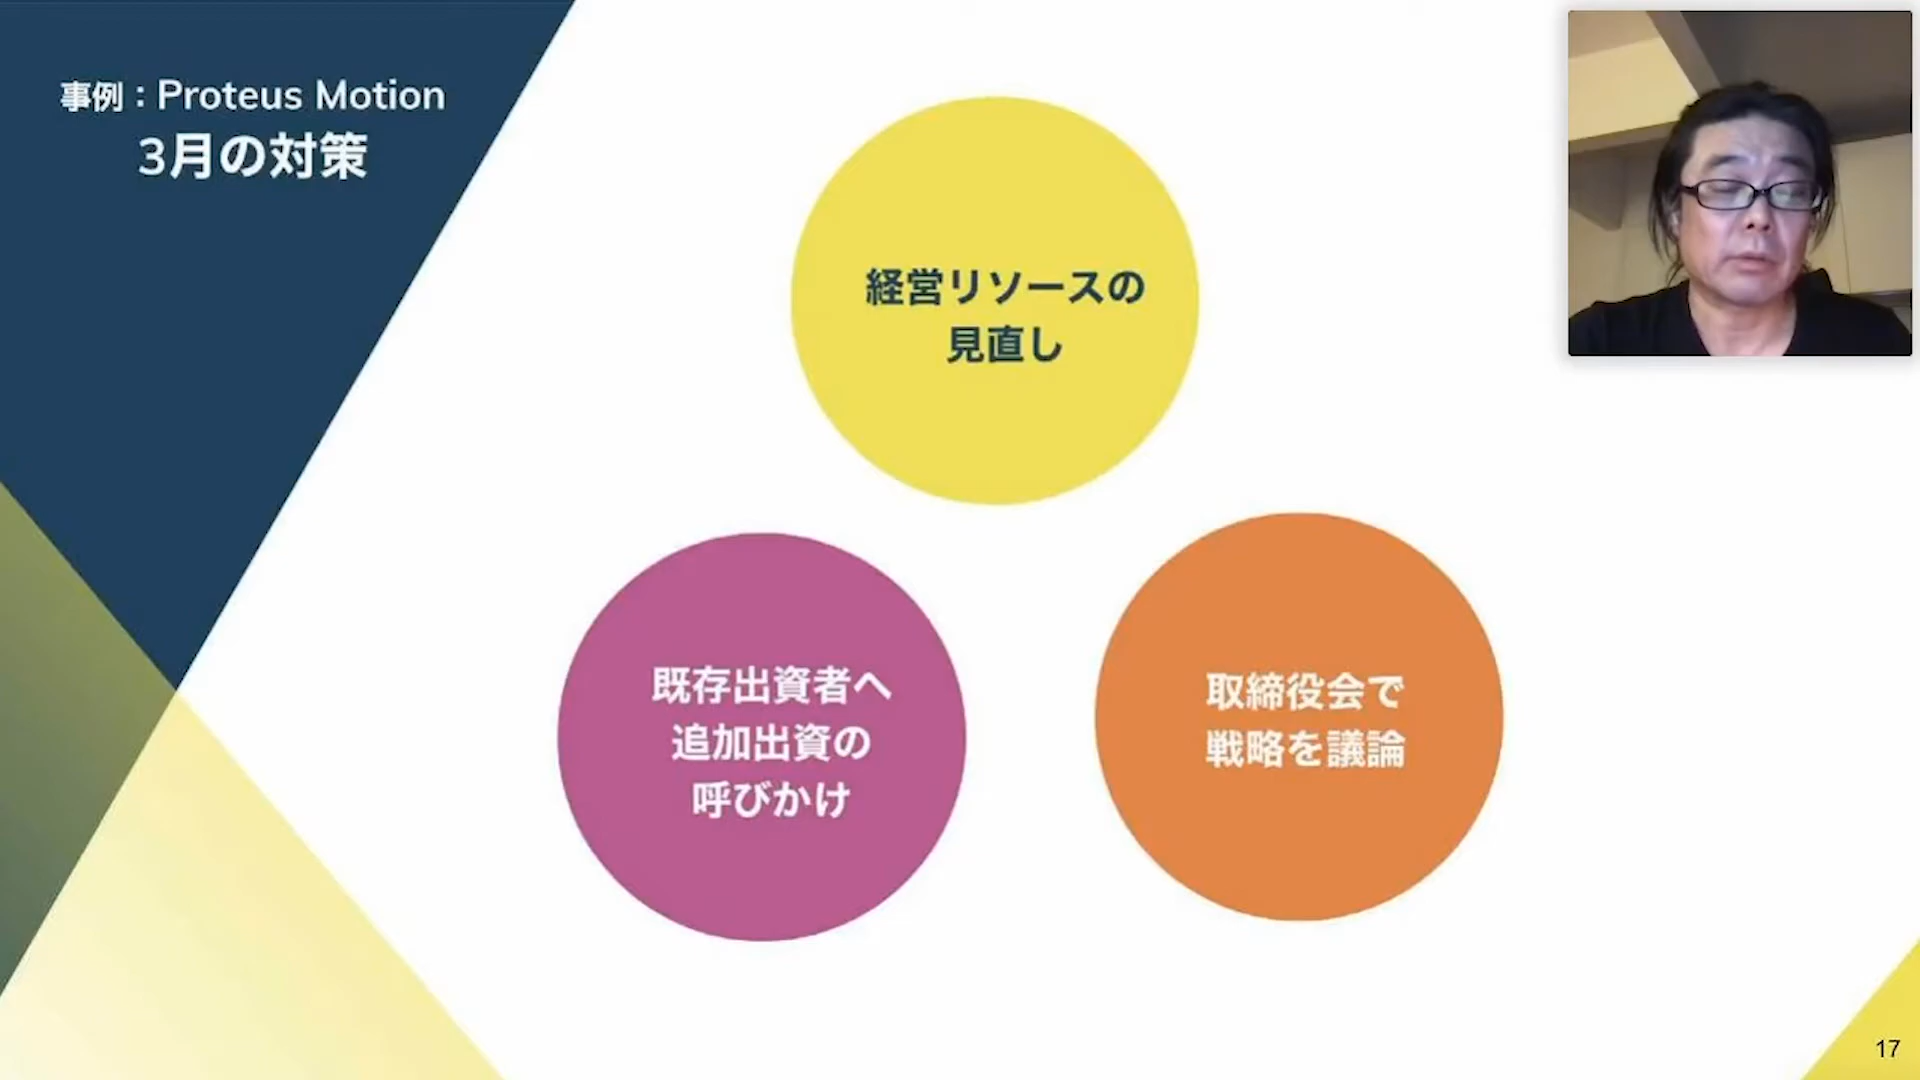 事例：Proteus Motion
3月の対策
経営リソースの
見直し
既存出資者へ
追加出資の
呼びかけ
取締役会で
戦略を議論
17